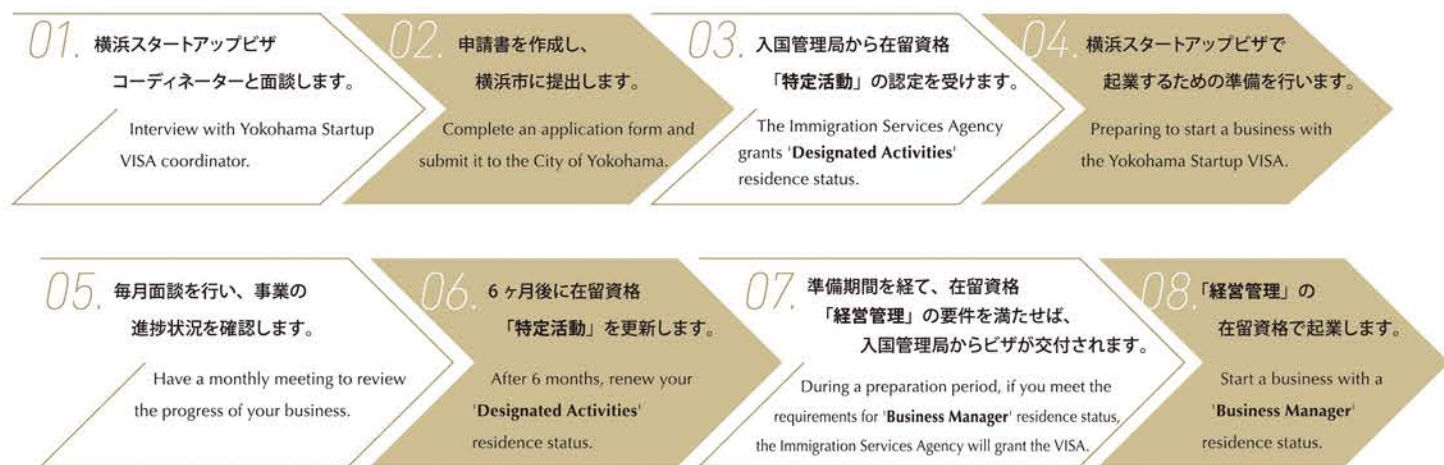 01. 横浜スタートアップビザ
コーディネーターと面談します。
Interview with Yokohama Startup
VISA coordinator.
02. 申請書を作成し、
横浜市に提出します。
Complete an application form and
submit it to the City of Yokohama.
03. 入国管理局から在留資格
「特定活動」の認定を受けます。
The Immigration Services Agency
grants 'Designated Activities'
residence status.
04. 横浜スタートアップビザで
起業するための準備を行います。
Preparing to start a business with
the Yokohama Startup VISA.
05. 毎月面談を行い、事業の
進捗状況を確認します。
Have a monthly meeting to review
the progress of your business.
06. 6 ヶ月後に在留資格
「特定活動」を更新します。
After 6 months, renew your
'Designated Activities'
residence status.
07. 準備期間を経て、在留資格
「経営管理」の要件を満たせば、
入国管理局からビザが交付されます。
During a preparation period, if you meet the
requirements for 'Business Manager' residence status,
the Immigration Services Agency will grant the VISA.
08. 「経営管理」の
在留資格で起業します。
Start a business with a
'Business Manager'
residence status.